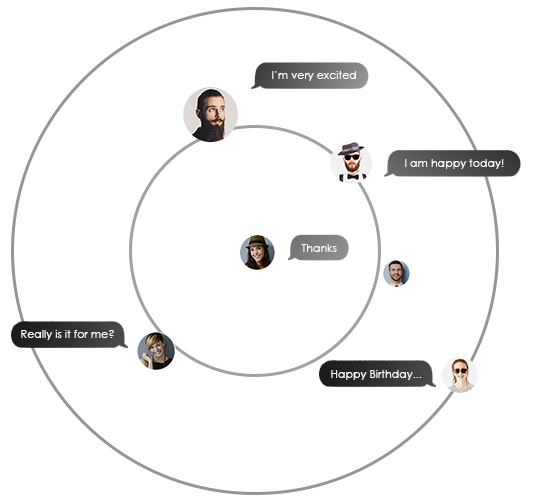 I'm very excited
I am happy today!
Thanks
Really is it for me?
Happy Birthday...